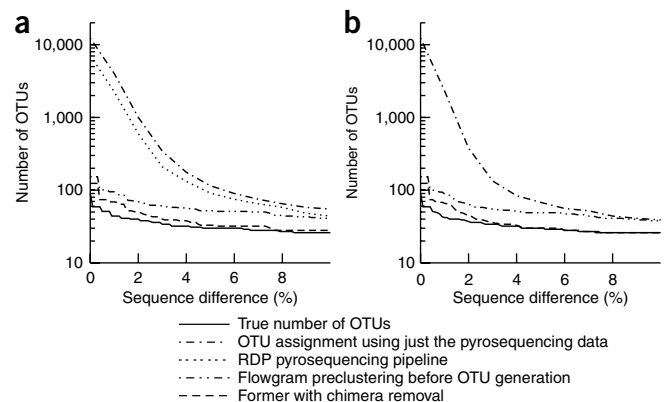 a
b
10,000
1,000
100
10
Number of OTUs
0 2 4 6 8
Sequence difference (%)
10,000
1,000
100
10
Number of OTUs
0 2 4 6 8
Sequence difference (%)
True number of OTUs
OTU assignment using just the pyrosequencing data
RDP pyrosequencing pipeline
Flowgram preclustering before OTU generation
Former with chimera removal